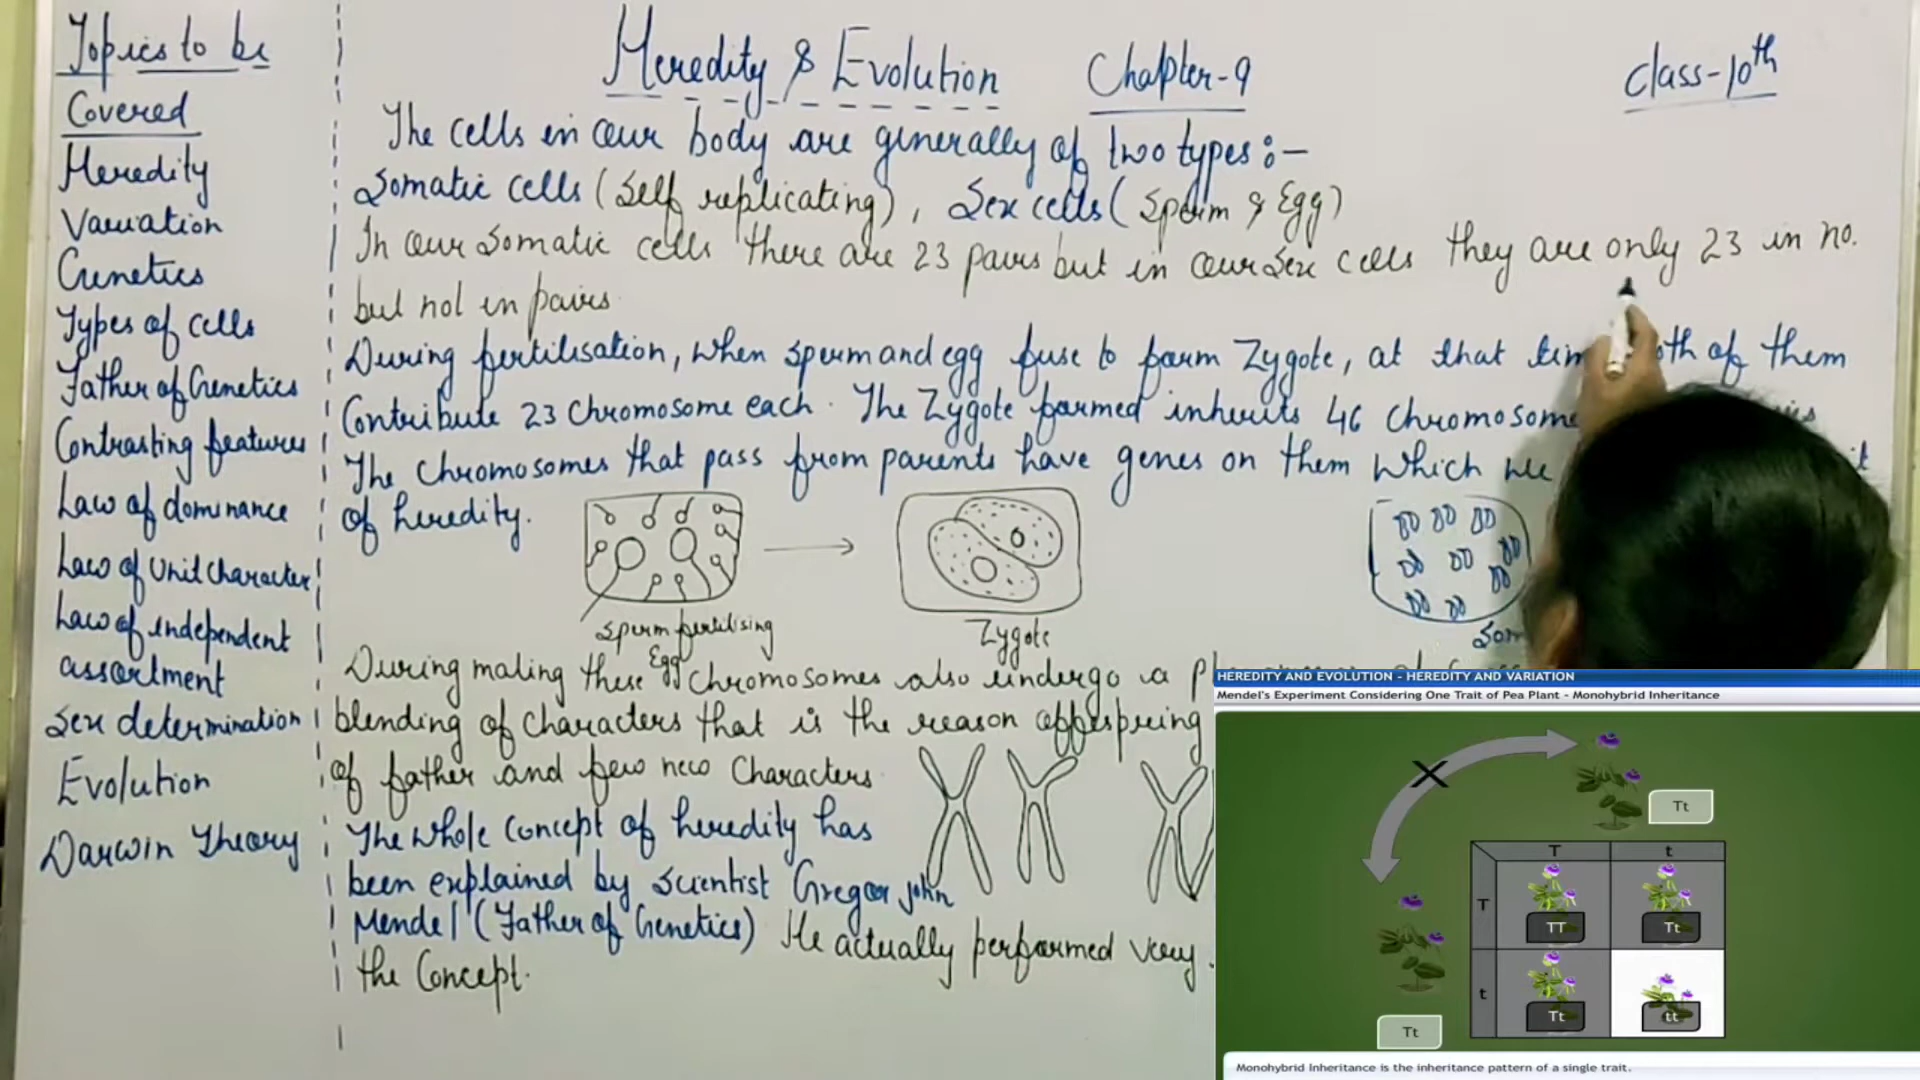 Topics to be
Covered
Heredity
Variation
Genetics
Types of cells
Father of Genetics
Contrasting features
Law of dominance
Law of Unit Character
Law of independent
assortment
Sex determination
Evolution
Darwin Theory
Heredity & Evolution Chapter-9
Class-10th
The cells in our body are generally of two types:-
Somatic cells (Self replicating), Sex cells (Sperm & Egg)
In our Somatic cells there are 23 pairs but in our Sex cells they are only 23 in no.
but not in pairs.
During fertilisation, when sperm and egg fuse to form Zygote, at that of them
Contribute 23 Chromosome each. The Zygote formed inherits 46
The Chromosomes that pass from parents have genes on them which
of heredity.
Sperm fertilising
Egg
Zygote
During mating these Chromosomes also undergo a
blending of Characters that is the reason offspring
of father and few new Characters
The whole Concept of heredity has
been explained by Scientist Gregor John
Mendel (Father of Genetics) He actually performed very
the Concept.
HEREDITY AND EVOLUTION - HEREDITY AND VARIATION
Mendel's Experiment Considering One Trait of Pea Plant - Monohybrid Inheritance
Tt
T t
T TT Tt
t Tt tt
Tt
Monohybrid Inheritance is the inheritance pattern of a single trait.